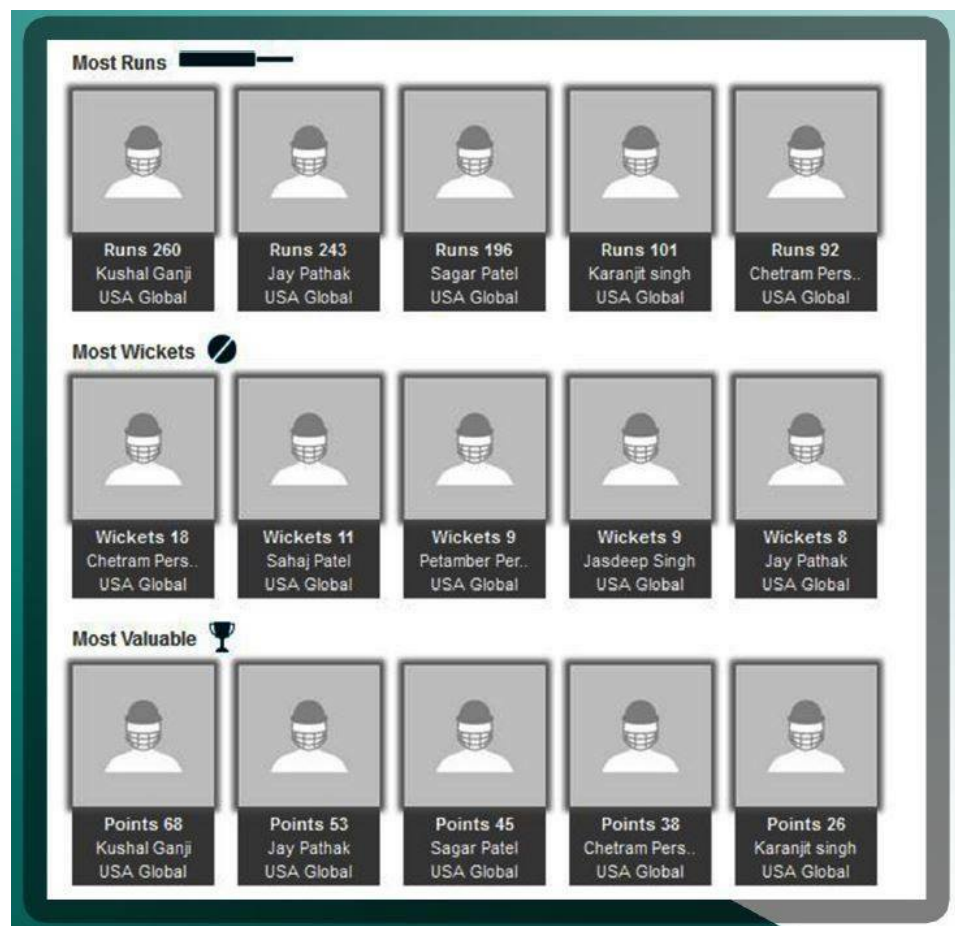 Most Runs
Runs 260 Runs 243 Runs 196 Runs 101 Runs 92
Kushal Ganji Jay Pathak Sagar Patel Karanjit singh Chetram Pers..
USA Global USA Global USA Global USA Global USA Global
Most Wickets
Wickets 18 Wickets 11 Wickets 9 Wickets 9 Wickets 8
Chetram Pers.. Sahaj Patel Petamber Per.. Jasdeep Singh Jay Pathak
USA Global USA Global USA Global USA Global USA Global
Most Valuable
Points 68 Points 53 Points 45 Points 38 Points 26
Kushal Ganji Jay Pathak Sagar Patel Chetram Pers.. Karanjit singh
USA Global USA Global USA Global USA Global USA Global